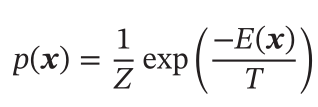 p(x) = 1/Z exp(−E(x)/T)